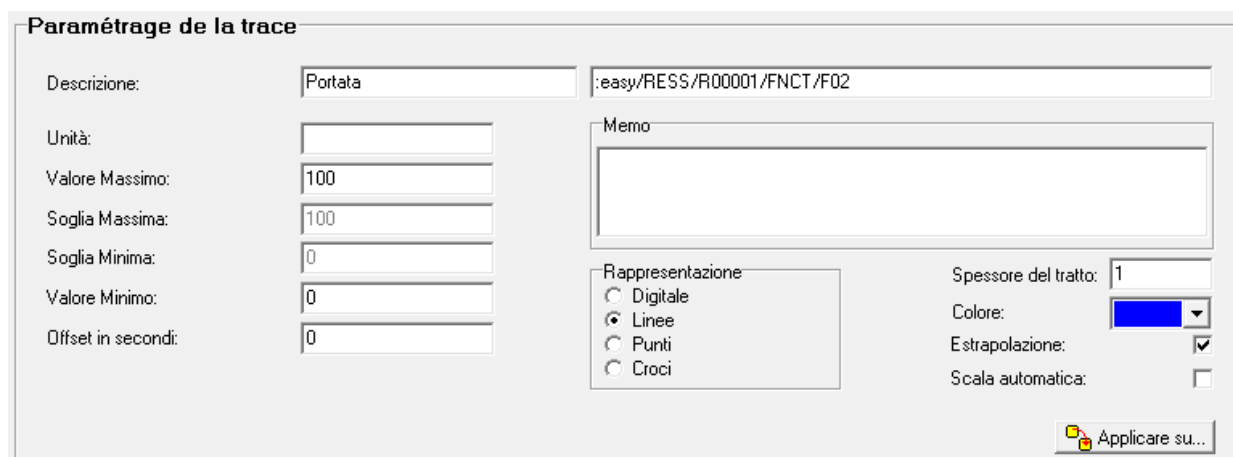 Paramétrage de la trace
Descrizione: Portata :easy/RESS/R00001/FNCT/F02
Unità:
Valore Massimo: 100
Soglia Massima: 100
Soglia Minima: 0
Valore Minimo: 0
Offset in secondi: 0
Memo
Rappresentazione
Digitale
Linee
Punti
Croci
Spessore del tratto: 1
Colore:
Estrapolazione:
Scala automatica:
Applicare su...